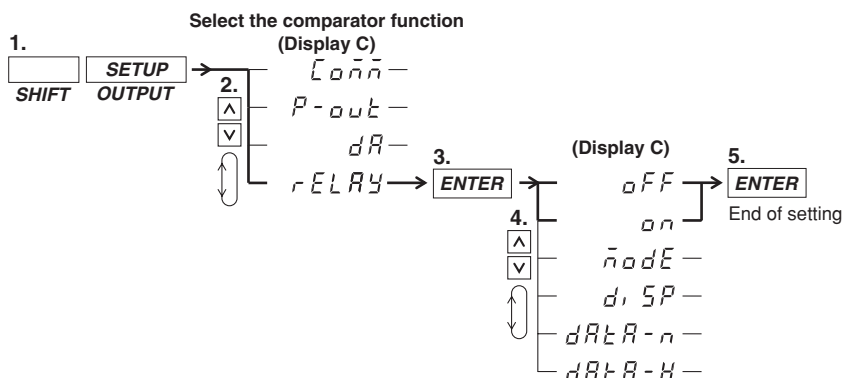 Select the comparator function
(Display C)
1.
SETUP
SHIFT OUTPUT
2.
Comm
P-out
dA
rELAY
3.
ENTER
(Display C)
4.
oFF
on
modE
diSP
dAtA-n
dAtA-H
5.
ENTER
End of setting